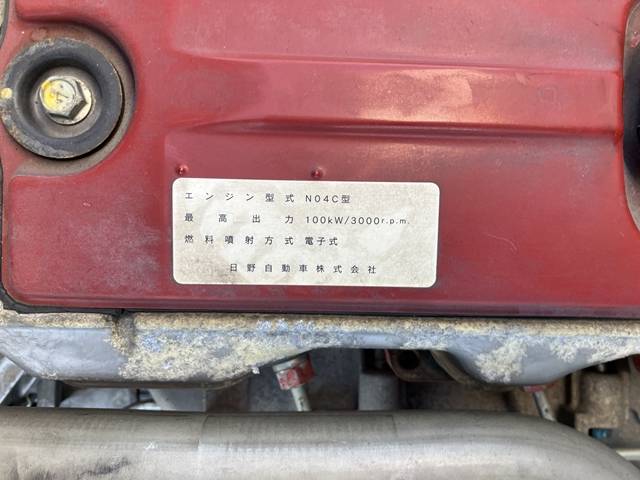 エンジン型式 N04C型
最高出力 100kW/3000r.p.m.
燃料噴射方式 電子式
日野自動車株式会社